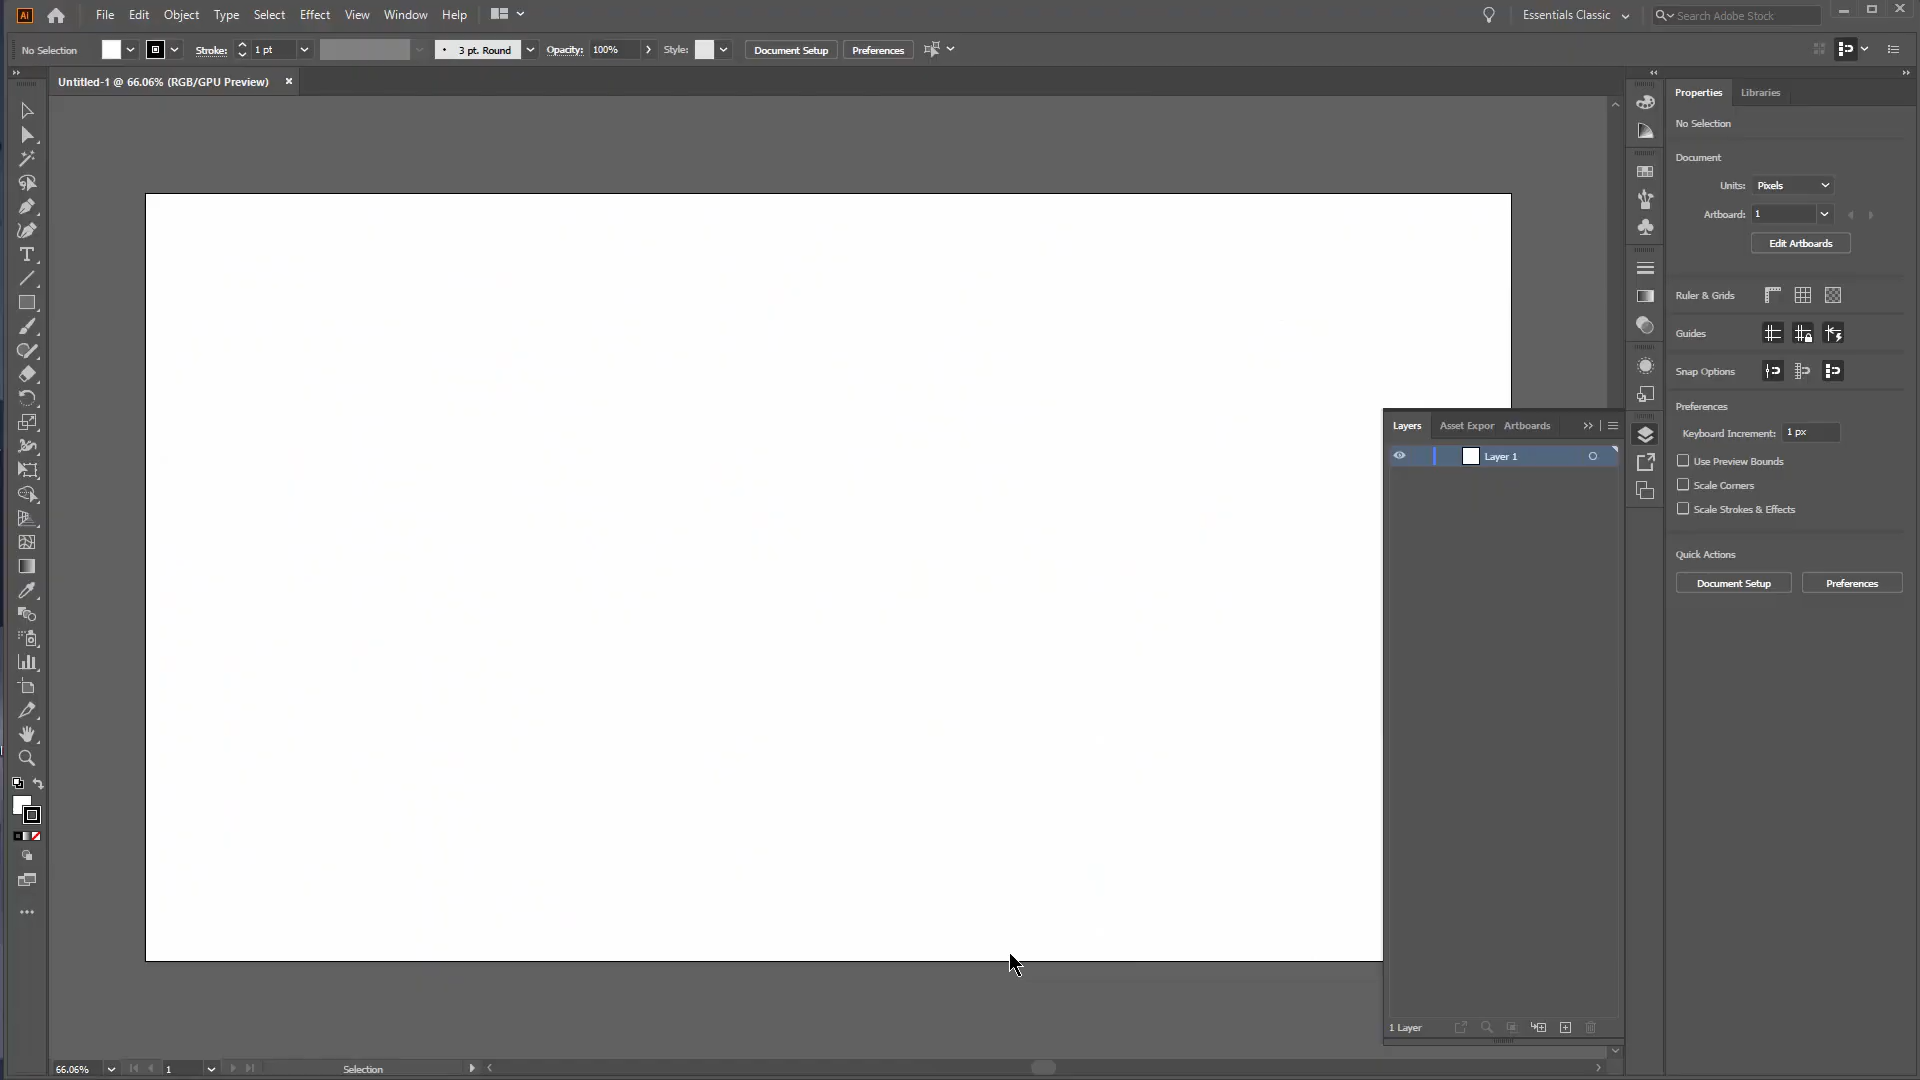 Ai File Edit Object Type Select Effect View Window Help Essentials Classic Search Adobe Stock
No Selection Stroke: 1 pt 3 pt. Round Opacity: 100% Style: Document Setup Preferences
Untitled-1 @ 66.06% (RGB/GPU Preview)
Properties Libraries
No Selection
Document
Units: Pixels
Artboard: 1
Edit Artboards
Ruler & Grids
Guides
Snap Options
Preferences
Keyboard Increment: 1 px
Use Preview Bounds
Scale Corners
Scale Strokes & Effects
Quick Actions
Document Setup Preferences
Layers Asset Expor Artboards
Layer 1
1 Layer
66.06% 1 Selection